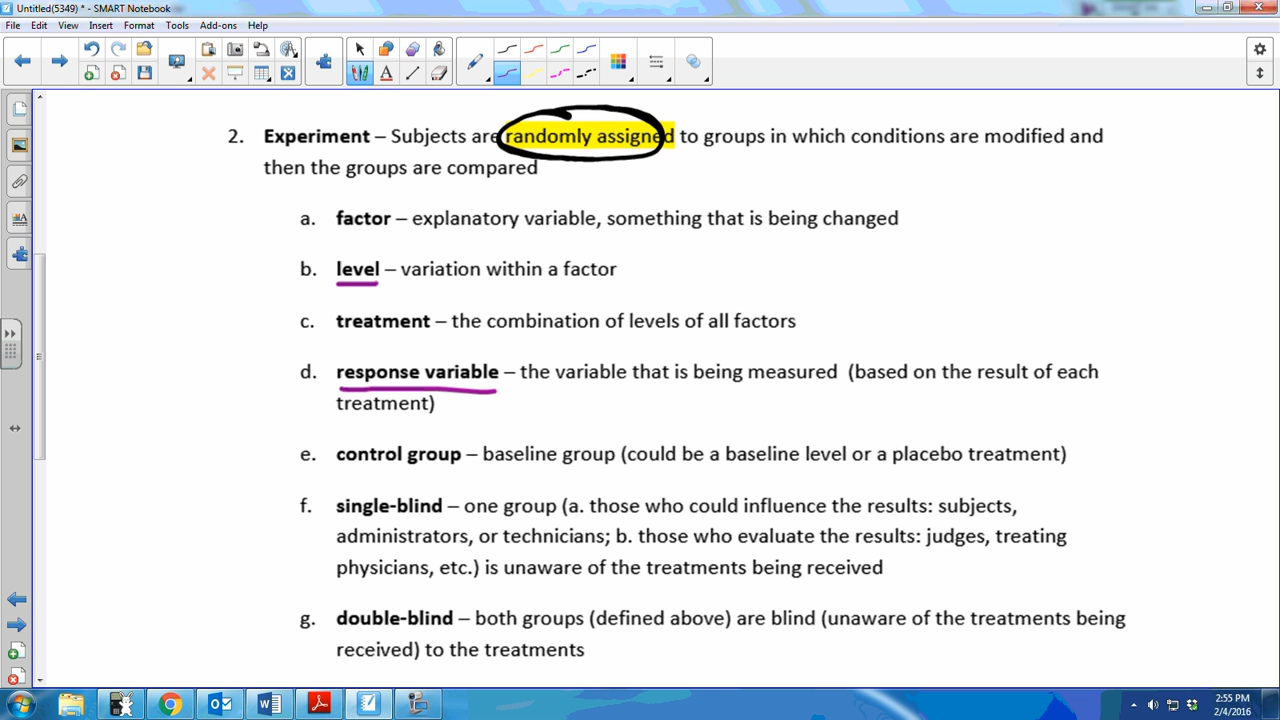 Untitled(5349) * - SMART Notebook
File Edit View Insert Format Tools Add-ons Help
2. Experiment – Subjects are randomly assigned to groups in which conditions are modified and
then the groups are compared
a. factor – explanatory variable, something that is being changed
b. level – variation within a factor
c. treatment – the combination of levels of all factors
d. response variable – the variable that is being measured (based on the result of each
treatment)
e. control group – baseline group (could be a baseline level or a placebo treatment)
f. single-blind – one group (a. those who could influence the results: subjects,
administrators, or technicians; b. those who evaluate the results: judges, treating
physicians, etc.) is unaware of the treatments being received
g. double-blind – both groups (defined above) are blind (unaware of the treatments being
received) to the treatments
2:55 PM
2/4/2016